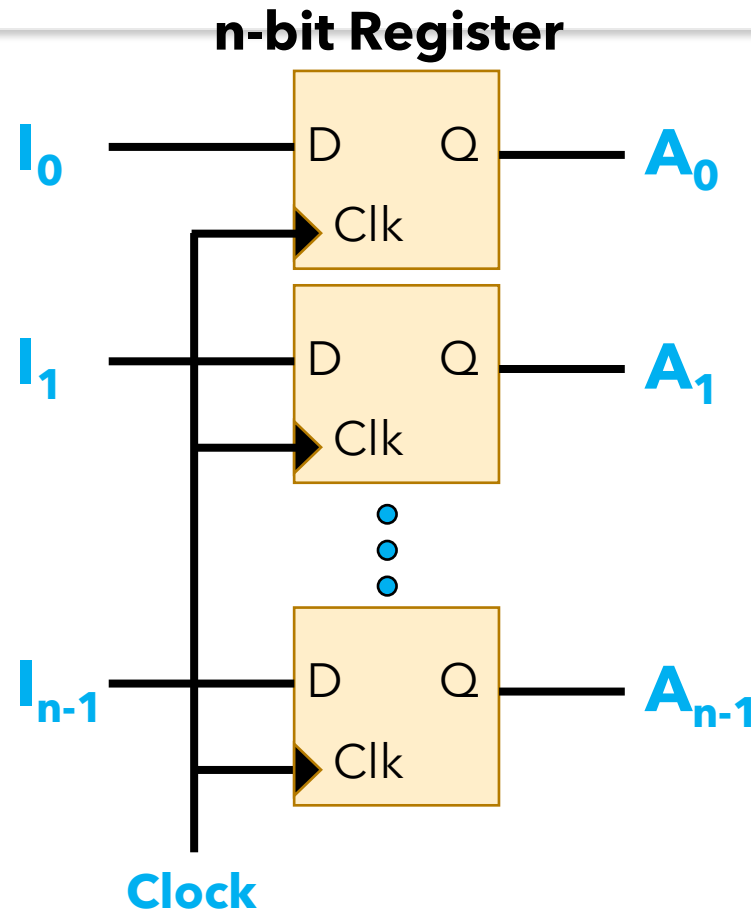 n-bit Register
I₀ D Q A₀
Clk
I₁ D Q A₁
Clk
Iₙ₋₁ D Q Aₙ₋₁
Clk
Clock